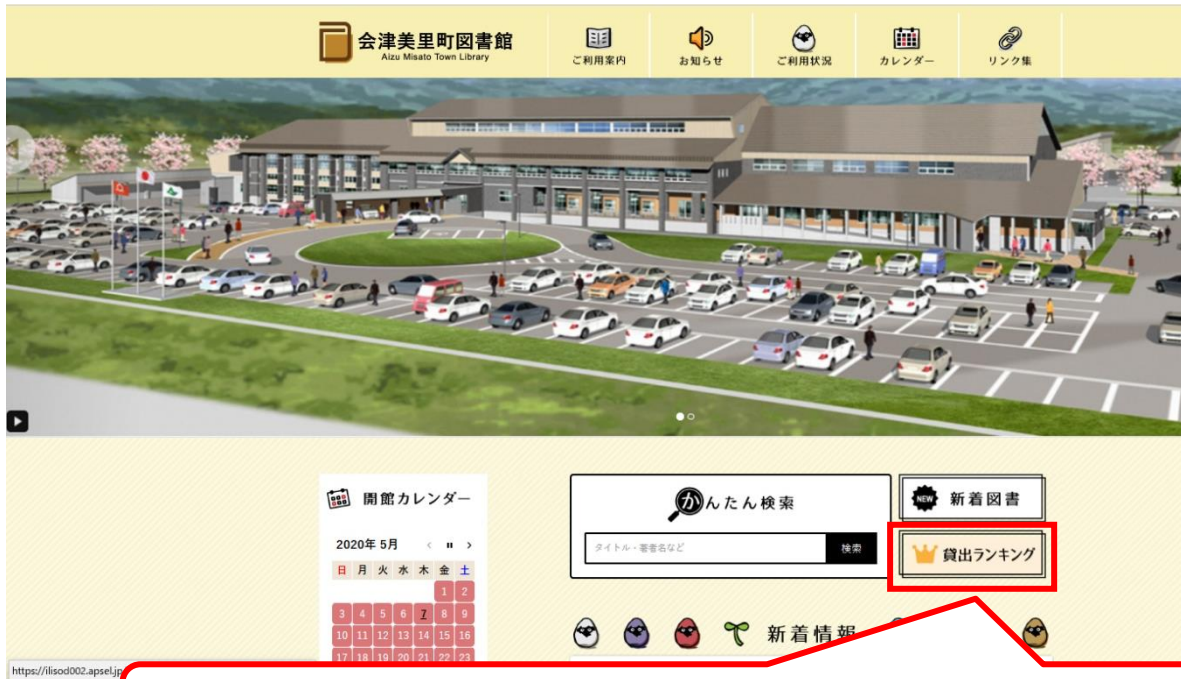 会津美里町図書館
Aizu Misato Town Library
ご利用案内
お知らせ
ご利用状況
カレンダー
リンク集
開館カレンダー
2020年 5月
日 月 火 水 木 金 土
1 2
3 4 5 6 7 8 9
10 11 12 13 14 15 16
17 18 19 20 21 22 23
かんたん検索
タイトル・著者名など
検索
NEW 新着図書
貸出ランキング
新着情報
https://ilisod002.apsel.jp